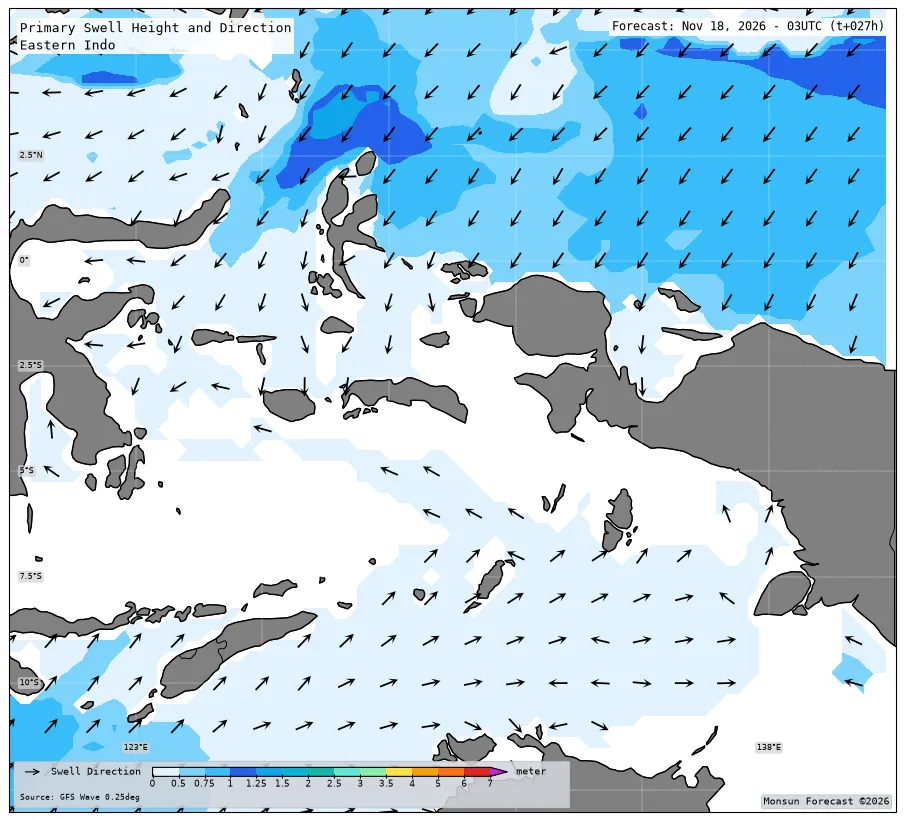 Primary Swell Height and Direction
Eastern Indo
Forecast: Nov 18, 2026 - 03UTC (t+027h)
2.5°N
0°
2.5°S
5°S
7.5°S
10°S
123°E
138°E
Swell Direction
meter
0 0.5 0.75 1 1.25 1.5 2 2.5 3 3.5 4 5 6 7
Source: GFS Wave 0.25deg
Monsun Forecast ©2026